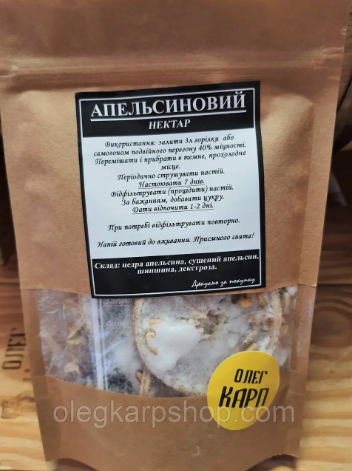 АПЕЛЬСИНОВИЙ
НЕКТАР
Використання: залити 3л горілки або
самогоном подвійного перегону 40% міцності.
Перемішати і прибрати в темне, прохолодне
місце.
Періодично струшувати настій.
Настоювати 7 днів.
Відфільтрувати (процідити) настій.
За бажанням, добавити цукру.
Дати відпочити 1-2 дні.
При потребі відфільтрувати повторно.
Напій готовий до вживання. Приємного свята!
Склад: цедра апельсина, сушений апельсин,
шипшина, декстроза.
Дякуємо за покупку
ОЛЕГ
КАРП
olegkarpshop.com